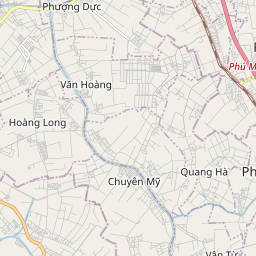 Phượng Dực
Phú M
Văn Hoàng
Hoàng Long
Quang Hà
Ph
Chuyên Mỹ
Vân Từ